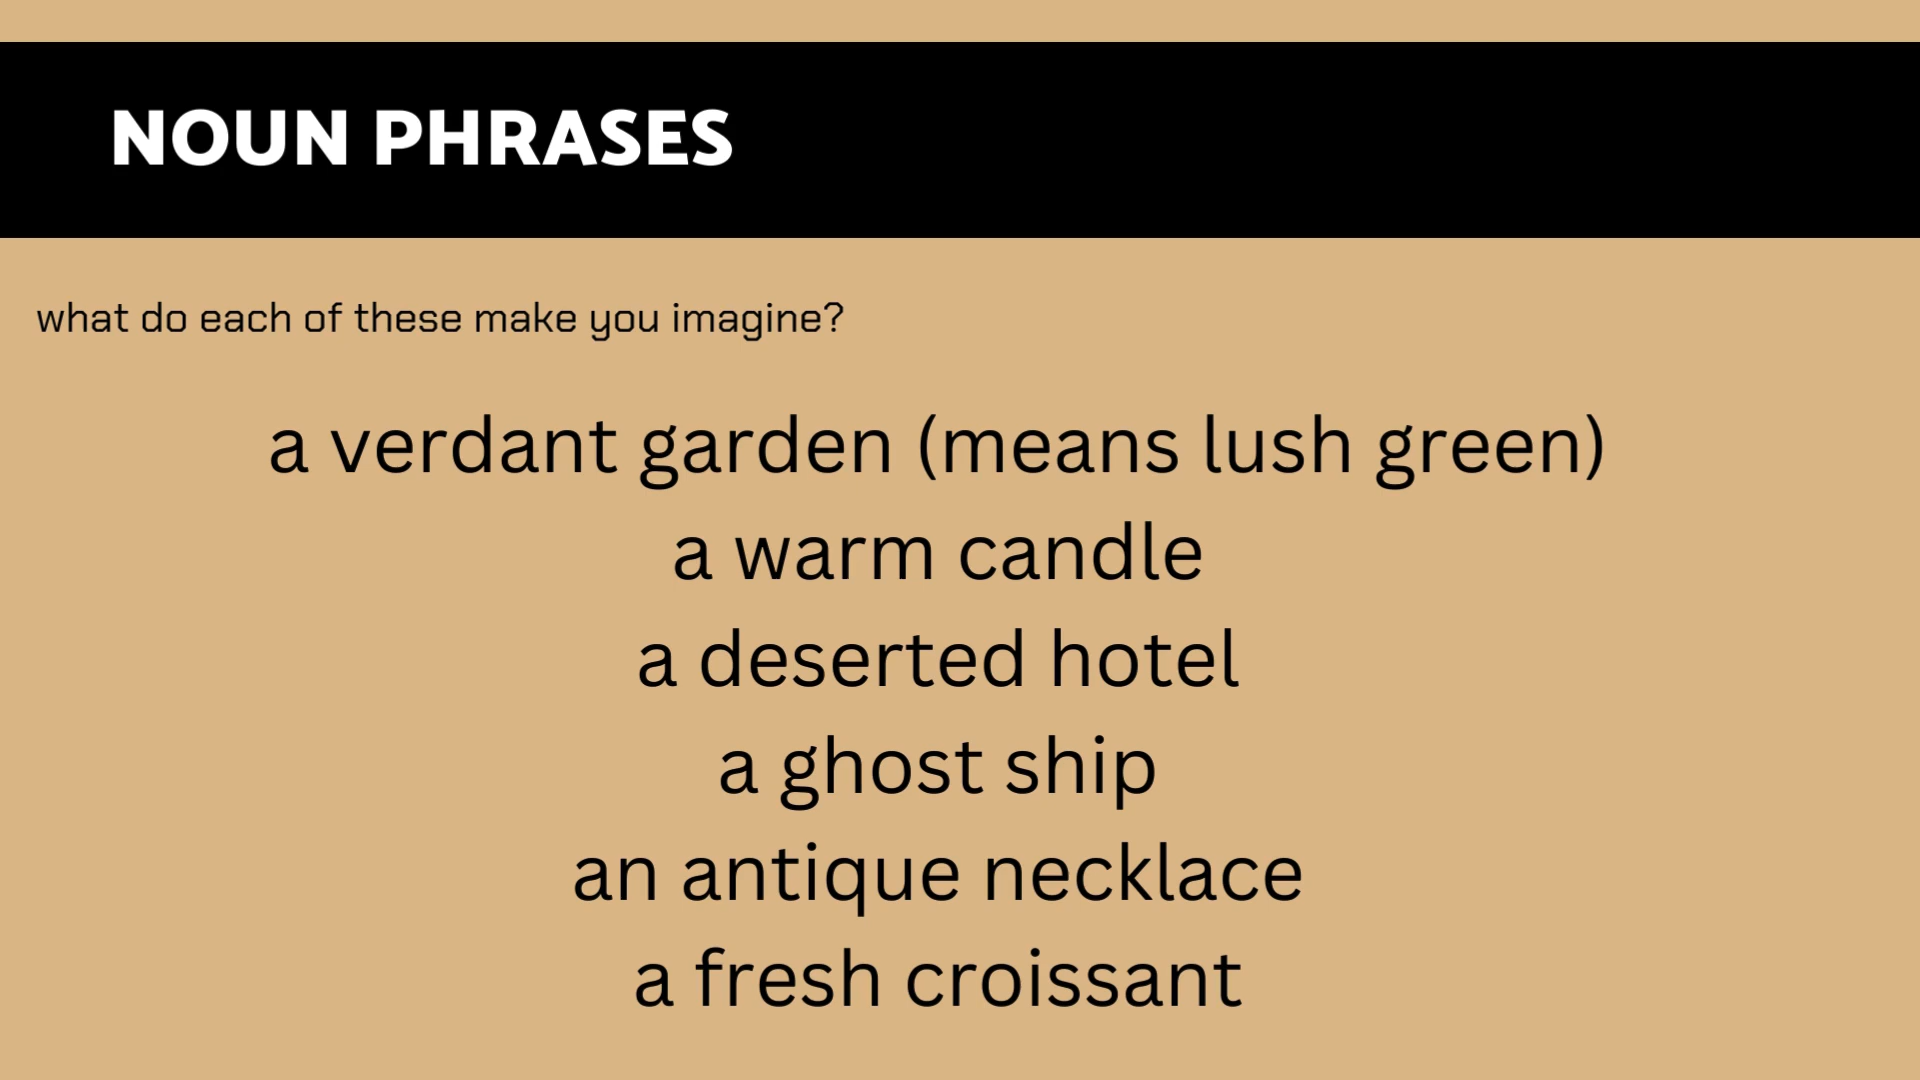 NOUN PHRASES
what do each of these make you imagine?
a verdant garden (means lush green)
a warm candle
a deserted hotel
a ghost ship
an antique necklace
a fresh croissant